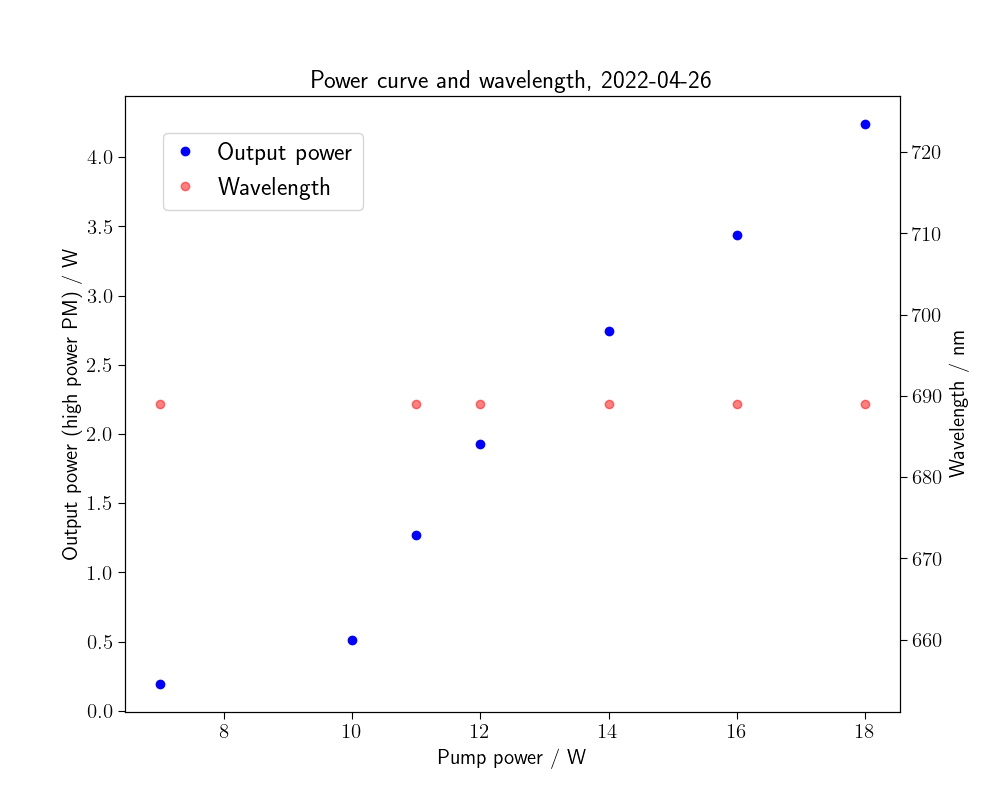 Power curve and wavelength, 2022-04-26
Output power
Wavelength
Output power (high power PM) / W
4.0
3.5
3.0
2.5
2.0
1.5
1.0
0.5
0.0
720
710
700
690
680
670
660
Wavelength / nm
8 10 12 14 16 18
Pump power / W